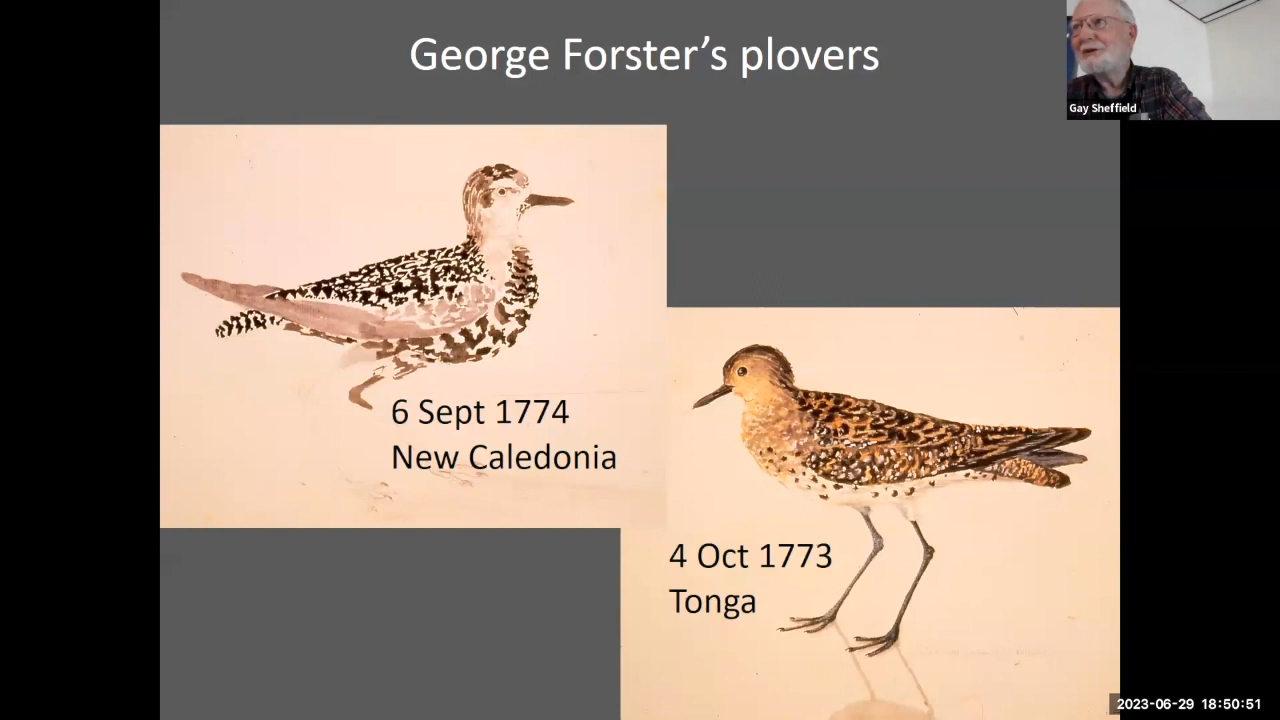 George Forster’s plovers
Gay Sheffield
6 Sept 1774
New Caledonia
4 Oct 1773
Tonga
2023-06-29 18:50:51